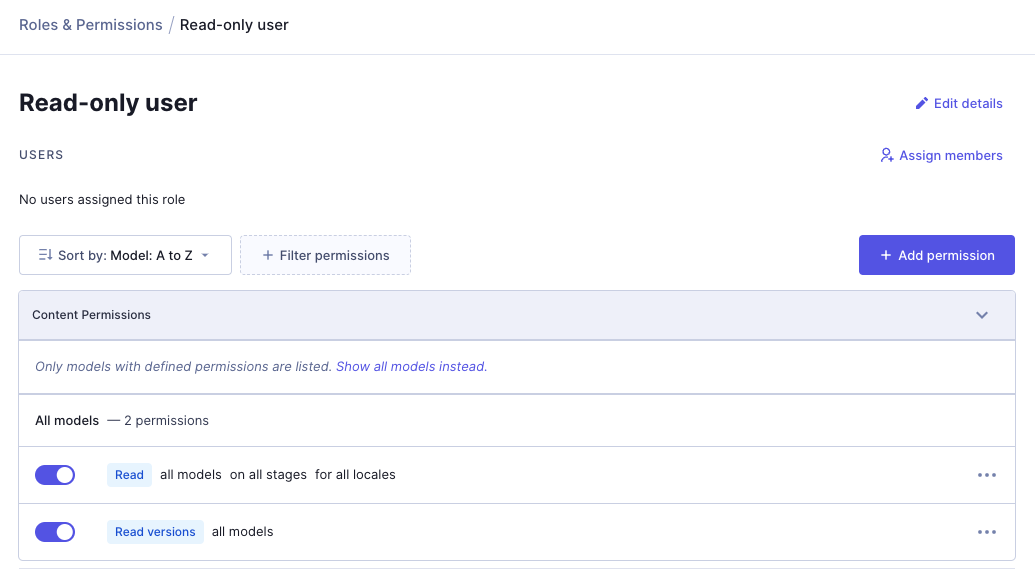 Roles & Permissions / Read-only user
Read-only user
Edit details
USERS
Assign members
No users assigned this role
Sort by: Model: A to Z
+ Filter permissions
+ Add permission
Content Permissions
Only models with defined permissions are listed. Show all models instead.
All models — 2 permissions
Read all models on all stages for all locales
Read versions all models